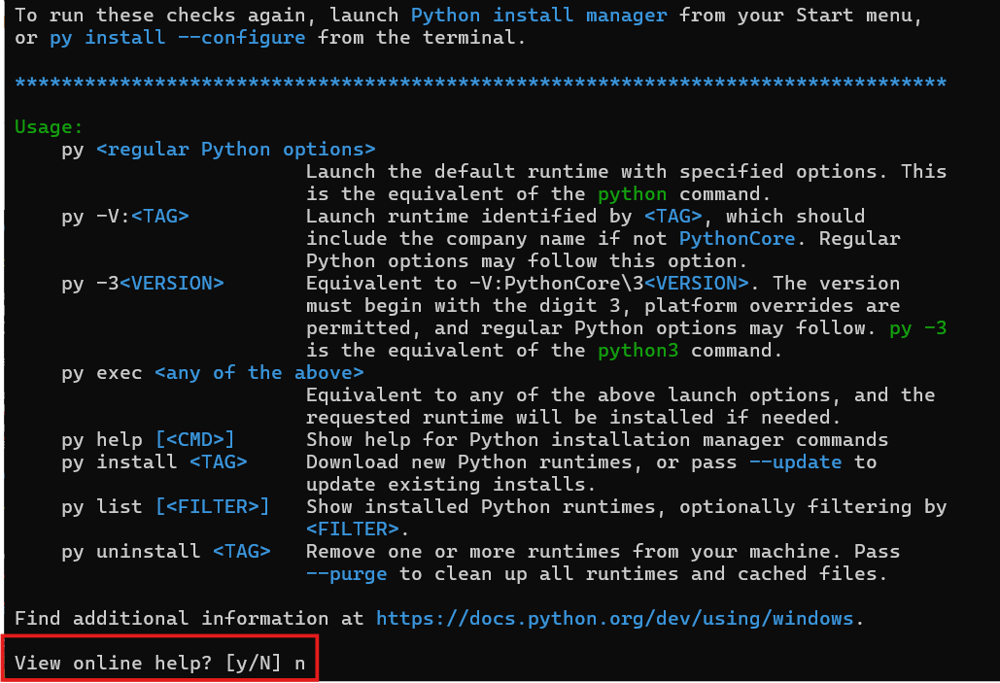 To run these checks again, launch Python install manager from your Start menu,
or py install --configure from the terminal.
********************************************************************************
Usage:
py <regular Python options>
Launch the default runtime with specified options. This
is the equivalent of the python command.
py -V:<TAG> Launch runtime identified by <TAG>, which should
include the company name if not PythonCore. Regular
Python options may follow this option.
py -3<VERSION> Equivalent to -V:PythonCore\3<VERSION>. The version
must begin with the digit 3, platform overrides are
permitted, and regular Python options may follow. py -3
is the equivalent of the python3 command.
py exec <any of the above>
Equivalent to any of the above launch options, and the
requested runtime will be installed if needed.
py help [<CMD>] Show help for Python installation manager commands
py install <TAG> Download new Python runtimes, or pass --update to
update existing installs.
py list [<FILTER>] Show installed Python runtimes, optionally filtering by
<FILTER>.
py uninstall <TAG> Remove one or more runtimes from your machine. Pass
--purge to clean up all runtimes and cached files.
Find additional information at https://docs.python.org/dev/using/windows.
View online help? [y/N] n